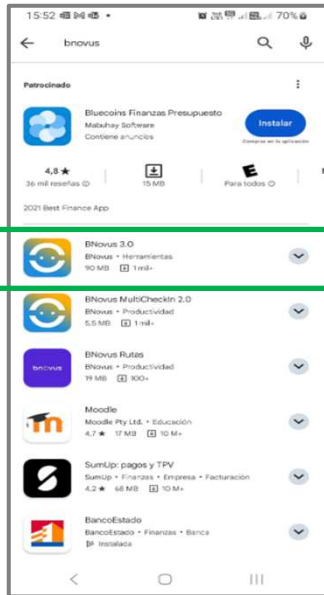 15:52
70%
bnovus
Patrocinado
Bluecoins Finanzas Presupuesto
Mabuhay Software
Contiene anuncios
Instalar
Compras en la aplicación
4,8 ★
36 mil reseñas
15 MB
E
Para todos
2021 Best Finance App
BNovus 3.0
BNovus • Herramientas
90 MB 1 mil+
BNovus MultiCheckIn 2.0
BNovus • Productividad
5.5 MB 1 mil+
bnovus
BNovus Rutas
BNovus • Productividad
19 MB 100+
m
Moodle
Moodle Pty Ltd. • Educación
4.7 ★ 17 MB 10 M+
SumUp: pagos y TPV
SumUp • Finanzas • Empresa • Facturación
4.2 ★ 68 MB 10 M+
BancoEstado
BancoEstado • Finanzas • Banca
Instalada